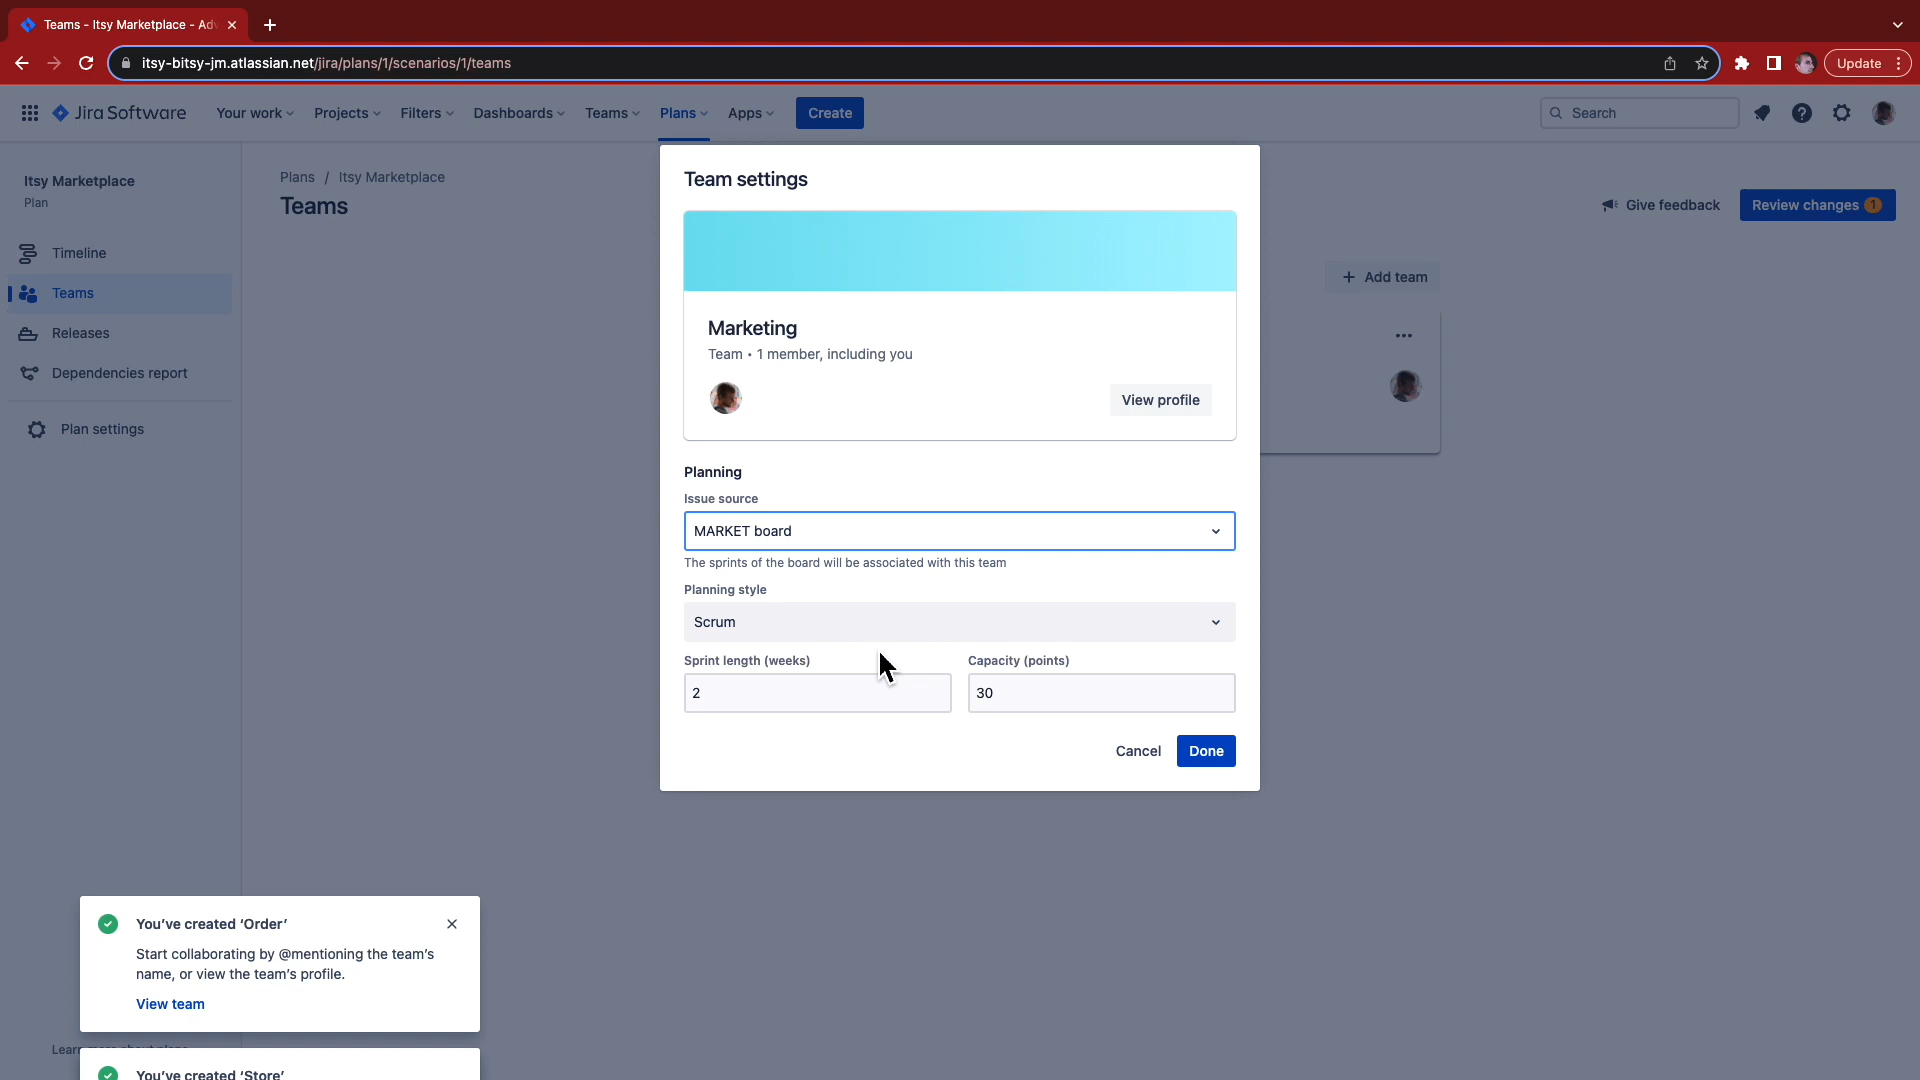 Teams - Itsy Marketplace - Adv
itsy-bitsy-jm.atlassian.net/jira/plans/1/scenarios/1/teams
Update
Jira Software
Your work
Projects
Filters
Dashboards
Teams
Plans
Apps
Create
Search
Itsy Marketplace
Plan
Timeline
Teams
Releases
Dependencies report
Plan settings
Plans / Itsy Marketplace
Teams
Give feedback
Review changes 1
+ Add team
Team settings
Marketing
Team • 1 member, including you
View profile
Planning
Issue source
MARKET board
The sprints of the board will be associated with this team
Planning style
Scrum
Sprint length (weeks)
Capacity (points)
2
30
Cancel
Done
You've created ‘Order’
Start collaborating by @mentioning the team's
name, or view the team's profile.
View team
Learn more about plans
You've created ‘Store’